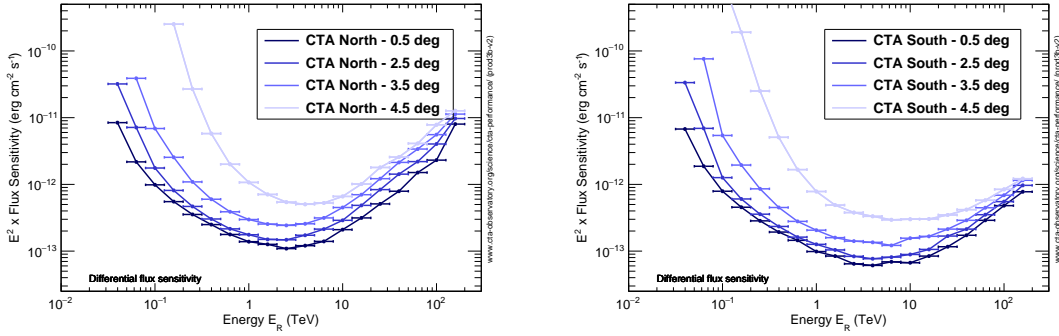 CTA North - 0.5 deg
CTA North - 2.5 deg
CTA North - 3.5 deg
CTA North - 4.5 deg
10⁻¹⁰
10⁻¹¹
10⁻¹²
10⁻¹³
E² x Flux Sensitivity (erg cm⁻² s⁻¹)
Differential flux sensitivity
10⁻² 10⁻¹ 1 10 10²
Energy E_R (TeV)
www.cta-observatory.org/science/cta-performance/ (prod3b-v2)
CTA South - 0.5 deg
CTA South - 2.5 deg
CTA South - 3.5 deg
CTA South - 4.5 deg
10⁻¹⁰
10⁻¹¹
10⁻¹²
10⁻¹³
E² x Flux Sensitivity (erg cm⁻² s⁻¹)
Differential flux sensitivity
10⁻² 10⁻¹ 1 10 10²
Energy E_R (TeV)
www.cta-observatory.org/science/cta-performance/ (prod3b-v2)